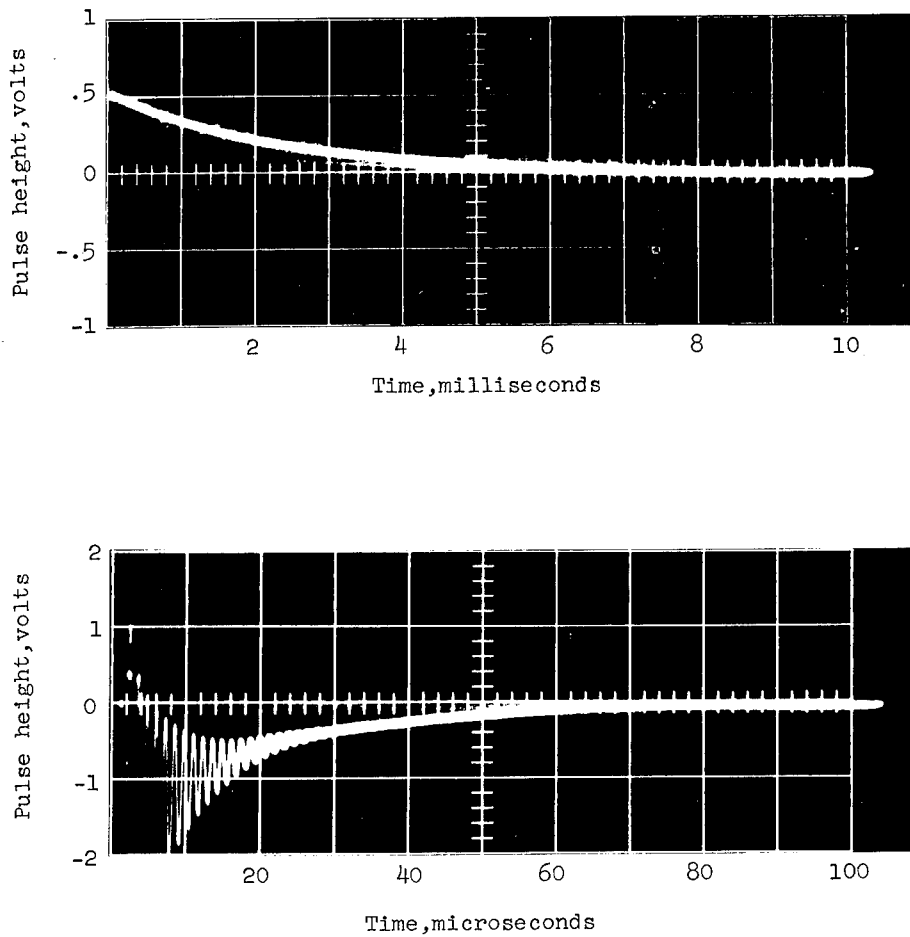 1
.5
0
-.5
-1
Pulse height,volts
2 4 6 8 10
Time,milliseconds
2
1
0
-1
-2
Pulse height,volts
20 40 60 80 100
Time,microseconds